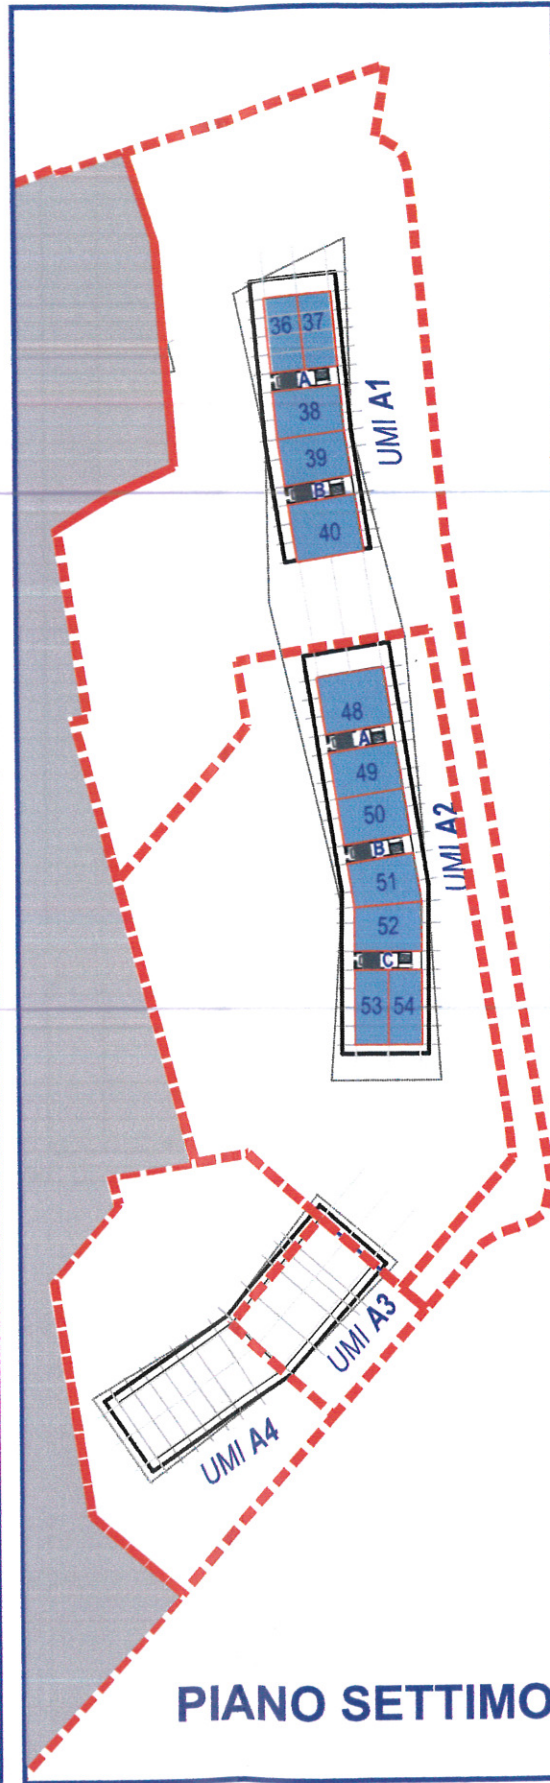 36 37
A
38
39
B
40
UMI A1
48
A
49
50
B
51
52
C
53 54
UMI A2
UMI A3
UMI A4
PIANO SETTIMO